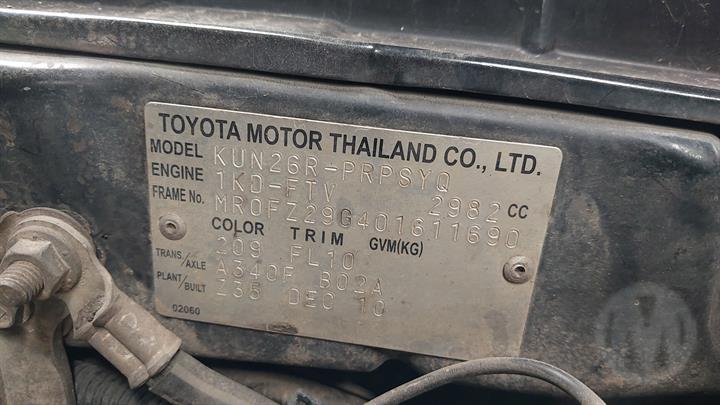 TOYOTA MOTOR THAILAND CO., LTD.
MODEL KUN26R-PRPSYQ
ENGINE 1KD-FTV 2982 CC
FRAME No. MR0FZ29G401611690
COLOR TRIM GVM(KG)
209 FL10
TRANS/AXLE A340F B02A
PLANT/BUILT Z35 DEC 10
02060
M